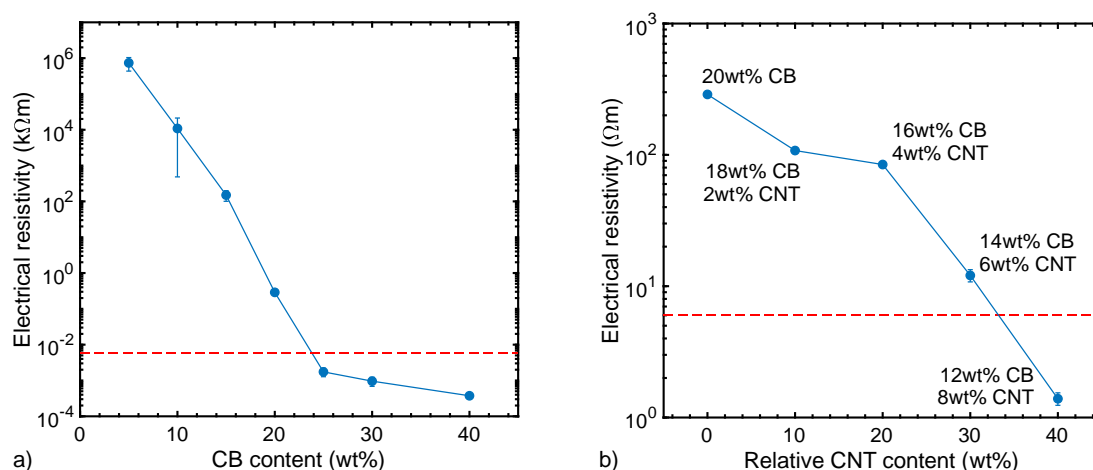 10^6
10^4
10^2
10^0
10^-2
10^-4
Electrical resistivity (kΩm)
0 10 20 30 40
CB content (wt%)
a)
10^3
10^2
10^1
10^0
Electrical resistivity (Ωm)
20wt% CB
18wt% CB
2wt% CNT
16wt% CB
4wt% CNT
14wt% CB
6wt% CNT
12wt% CB
8wt% CNT
0 10 20 30 40
Relative CNT content (wt%)
b)